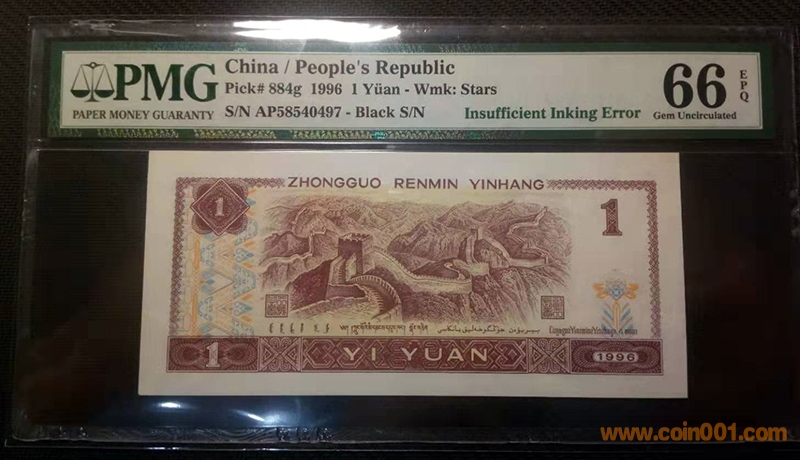 PMG
PAPER MONEY GUARANTY
China / People's Republic
Pick# 884g 1996 1 Yüan - Wmk: Stars
S/N AP58540497 - Black S/N
Insufficient Inking Error
66 EPQ
Gem Uncirculated
ZHONGGUO RENMIN YINHANG
1
1
1
YI YUAN
1996
www.coin001.com